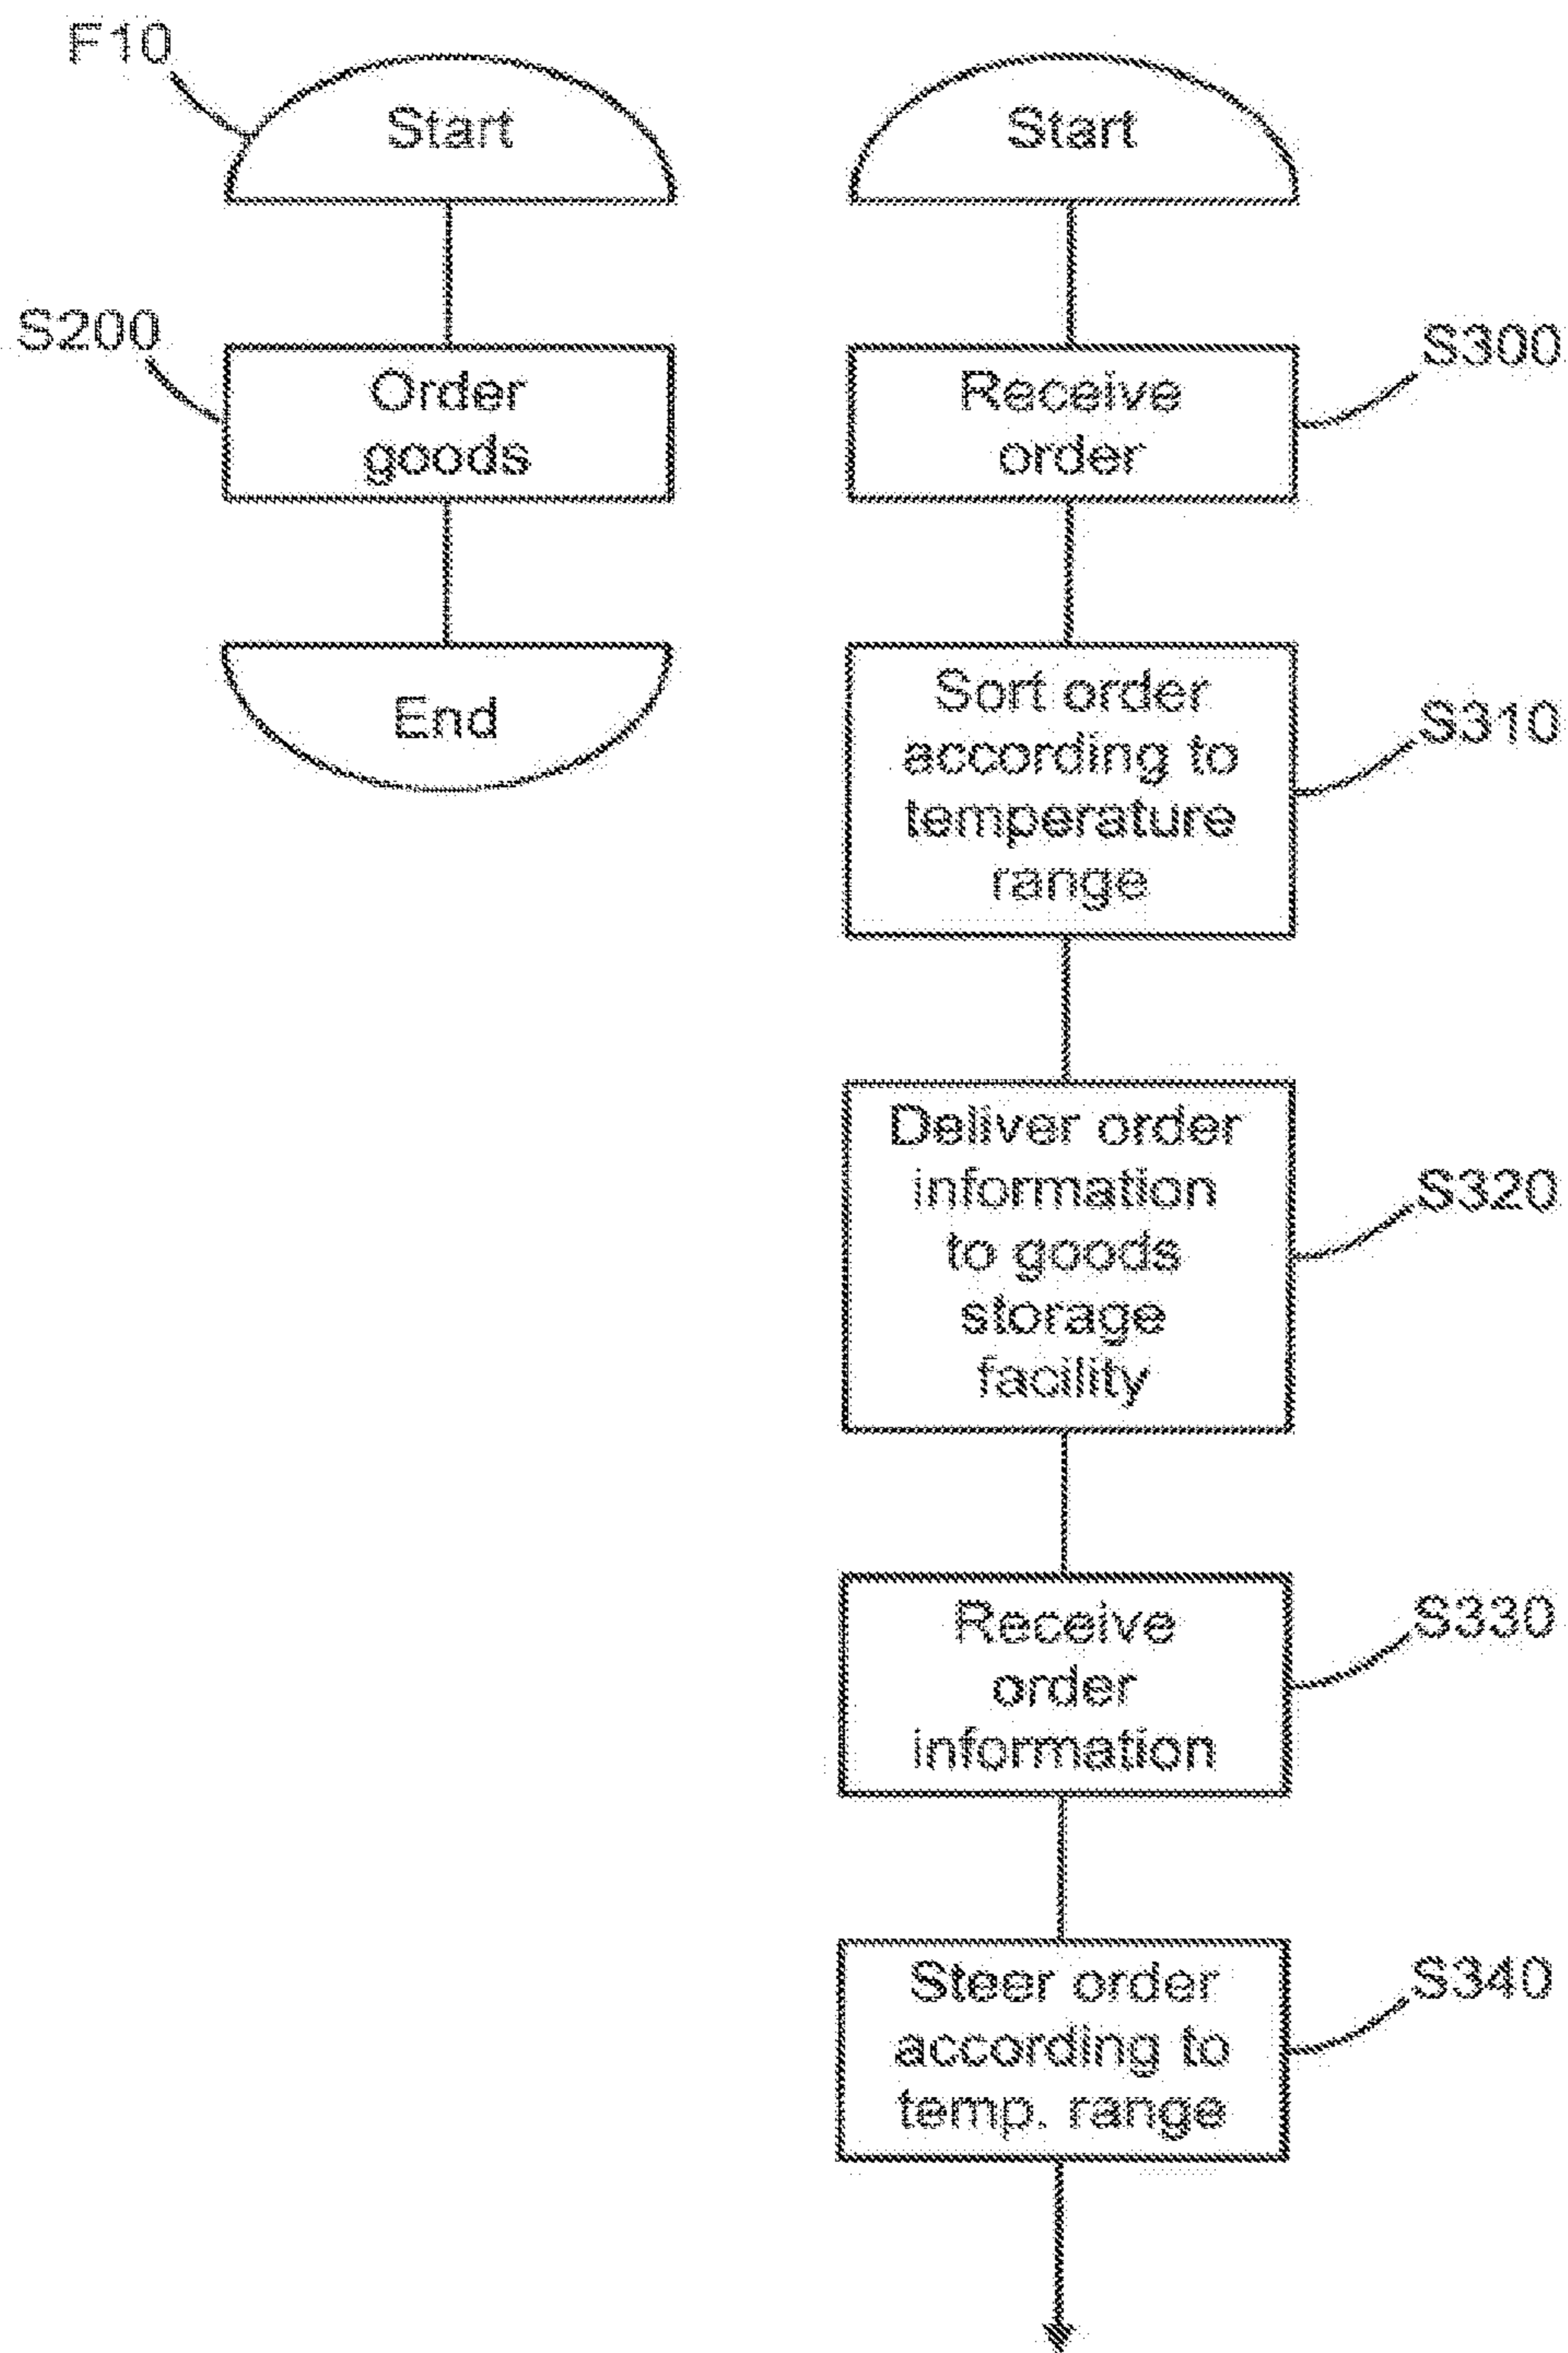 F10
Start
S200
Order
goods
End
Start
Receive
order
S300
Sort order
according to
temperature
range
S310
Deliver order
information
to goods
storage
facility
S320
Receive
order
information
S330
Steer order
according to
temp. range
S340